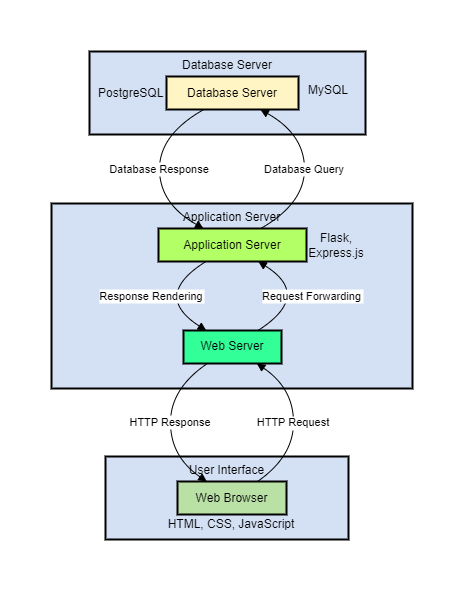 Database Server
PostgreSQL
Database Server
MySQL
Database Response
Database Query
Application Server
Application Server
Flask,
Express.js
Response Rendering
Request Forwarding
Web Server
HTTP Response
HTTP Request
User Interface
Web Browser
HTML, CSS, JavaScript